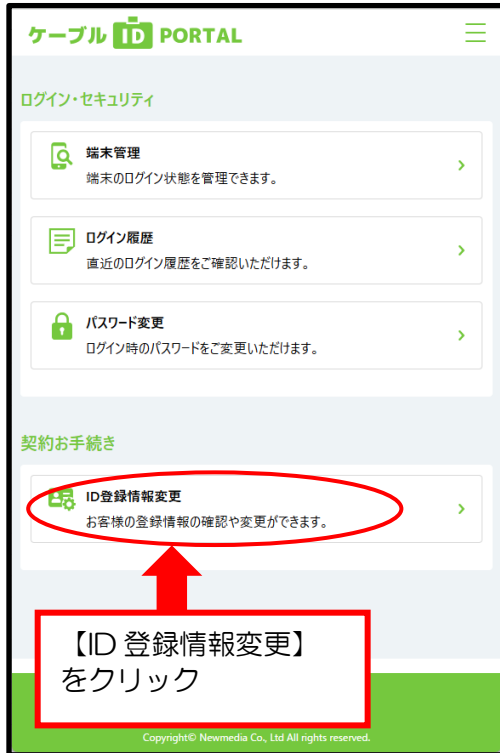 ケーブル ID PORTAL
ログイン・セキュリティ
端末管理
端末のログイン状態を管理できます。
ログイン履歴
直近のログイン履歴をご確認いただけます。
パスワード変更
ログイン時のパスワードをご変更いただけます。
契約お手続き
ID登録情報変更
お客様の登録情報の確認や変更ができます。
【ID 登録情報変更】
をクリック
Copyright© Newmedia Co., Ltd All rights reserved.